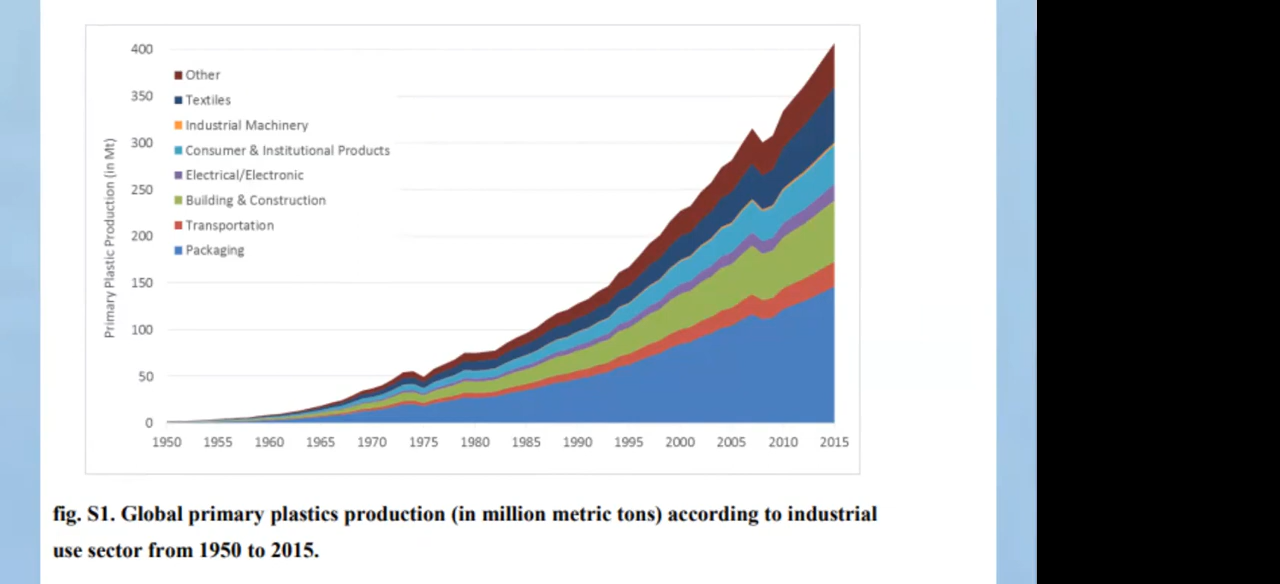 400
350
300
250
200
150
100
50
0
Primary Plastic Production (in Mt)
Other
Textiles
Industrial Machinery
Consumer & Institutional Products
Electrical/Electronic
Building & Construction
Transportation
Packaging
1950 1955 1960 1965 1970 1975 1980 1985 1990 1995 2000 2005 2010 2015
fig. S1. Global primary plastics production (in million metric tons) according to industrial
use sector from 1950 to 2015.